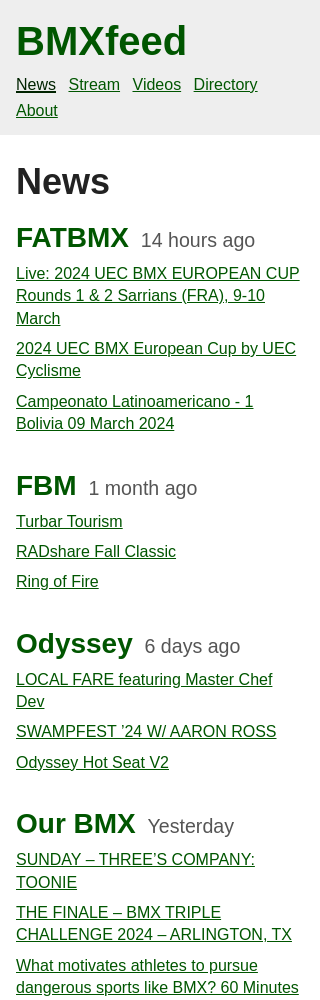 BMXfeed
News Stream Videos Directory
About
News
FATBMX 14 hours ago
Live: 2024 UEC BMX EUROPEAN CUP
Rounds 1 & 2 Sarrians (FRA), 9-10
March
2024 UEC BMX European Cup by UEC
Cyclisme
Campeonato Latinoamericano - 1
Bolivia 09 March 2024
FBM 1 month ago
Turbar Tourism
RADshare Fall Classic
Ring of Fire
Odyssey 6 days ago
LOCAL FARE featuring Master Chef
Dev
SWAMPFEST ’24 W/ AARON ROSS
Odyssey Hot Seat V2
Our BMX Yesterday
SUNDAY – THREE’S COMPANY:
TOONIE
THE FINALE – BMX TRIPLE
CHALLENGE 2024 – ARLINGTON, TX
What motivates athletes to pursue
dangerous sports like BMX? 60 Minutes